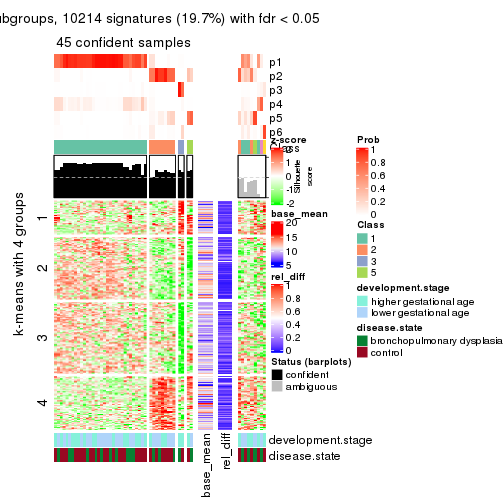 ubgroups, 10214 signatures (19.7%) with fdr < 0.05
45 confident samples
p1
p2
p3
p4
p5
p6
Class
Silhouette
score
k-means with 4 groups
1
2
3
4
base_mean
rel_diff
development.stage
disease.state
z-score
2
1
0
-1
-2
base_mean
20
15
10
5
rel_diff
1
0.8
0.6
0.4
0.2
0
Status (barplots)
confident
ambiguous
Prob
1
0.8
0.6
0.4
0.2
0
Class
1
2
3
5
development.stage
higher gestational age
lower gestational age
disease.state
bronchopulmonary dysplasia
control